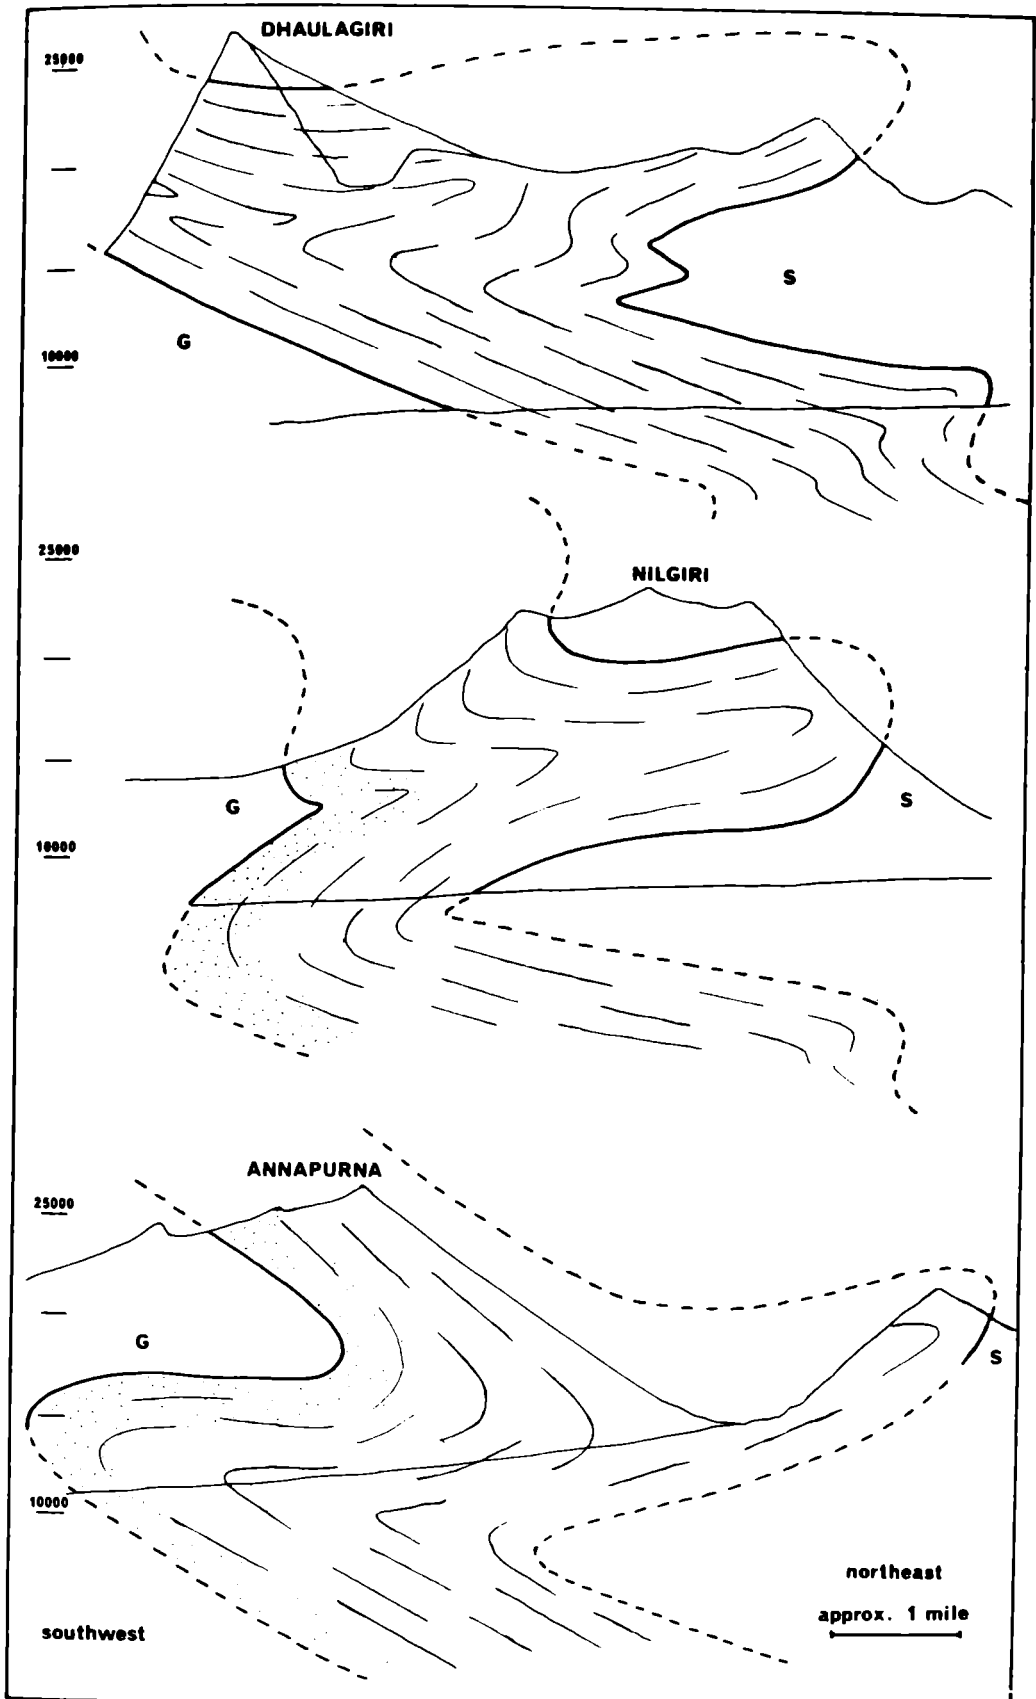 DHAULAGIRI
25000
S
G
10000
25000
NILGIRI
G
S
10000
ANNAPURNA
25000
G
S
10000
northeast
approx. 1 mile
southwest